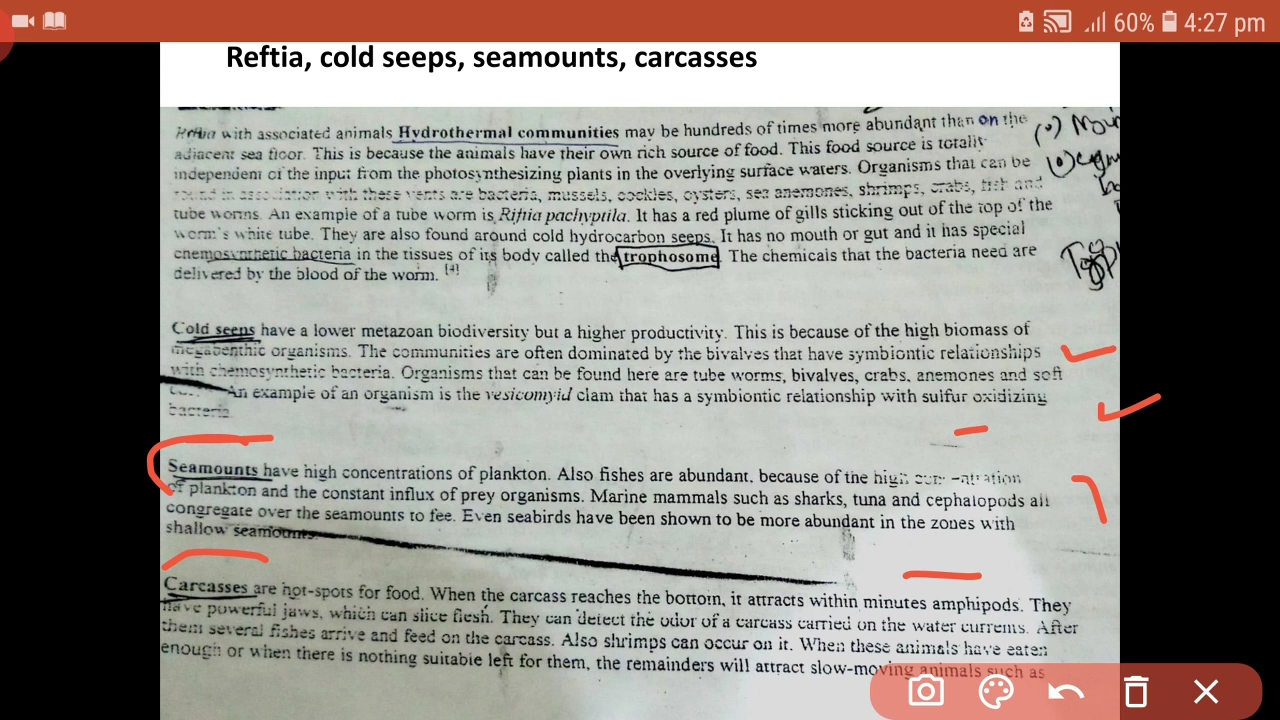 60% 4:27 pm
Reftia, cold seeps, seamounts, carcasses
with associated animals Hydrothermal communities may be hundreds of times more abundant than on the
adjacent sea floor. This is because the animals have their own rich source of food. This food source is totally
independent of the input from the photosynthesizing plants in the overlying surface waters. Organisms that can be
found in association with these vents are bacteria, mussels, cockles, oysters, sea anemones, shrimps, crabs, fish and
tube worms. An example of a tube worm is Riftia pachyptila. It has a red plume of gills sticking out of the top of the
worm's white tube. They are also found around cold hydrocarbon seeps. It has no mouth or gut and it has special
chemosynthetic bacteria in the tissues of its body called the trophosome. The chemicals that the bacteria need are
delivered by the blood of the worm. [4]
Cold seeps have a lower metazoan biodiversity but a higher productivity. This is because of the high biomass of
megabenthic organisms. The communities are often dominated by the bivalves that have symbiontic relationships
with chemosynthetic bacteria. Organisms that can be found here are tube worms, bivalves, crabs, anemones and soft
An example of an organism is the vesicomyid clam that has a symbiontic relationship with sulfur oxidizing
bacteria.
Seamounts have high concentrations of plankton. Also fishes are abundant, because of the high
of plankton and the constant influx of prey organisms. Marine mammals such as sharks, tuna and cephalopods all
congregate over the seamounts to fee. Even seabirds have been shown to be more abundant in the zones with
shallow seamounts.
Carcasses are hot-spots for food. When the carcass reaches the bottom, it attracts within minutes amphipods. They
have powerful jaws, which can slice flesh. They can detect the odor of a carcass carried on the water currents. After
them several fishes arrive and feed on the carcass. Also shrimps can occur on it. When these animals have eaten
enough or when there is nothing suitable left for them, the remainders will attract slow-moving animals such as